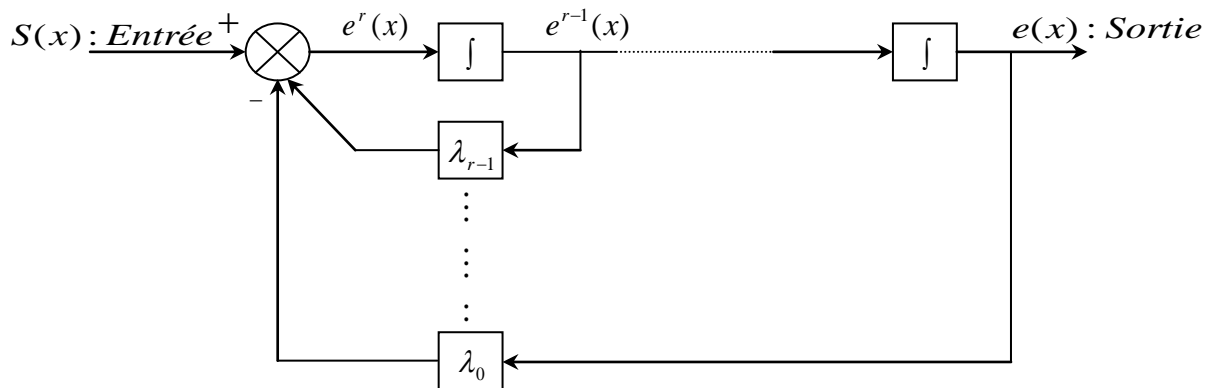 S(x) : Entrée
+
e^r(x)
∫
e^{r-1}(x)
∫
e(x) : Sortie
−
λ_{r-1}
λ_0